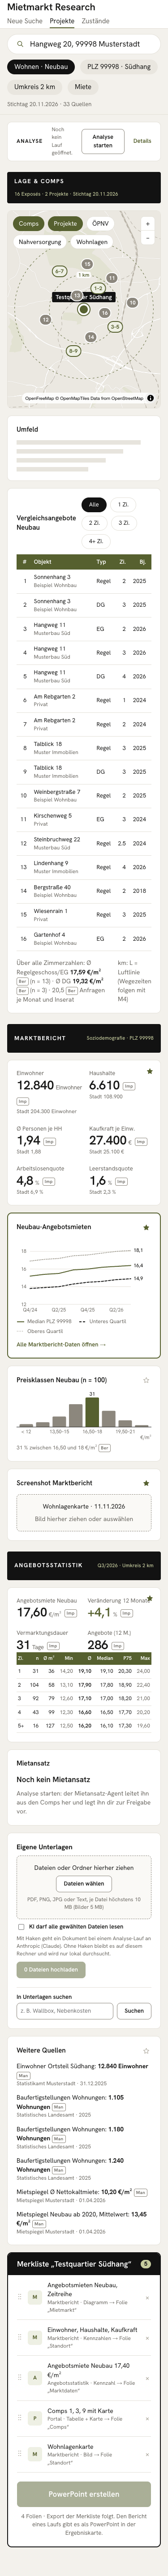 Mietmarkt Research
Neue Suche Projekte Zustände
Hangweg 20, 99998 Musterstadt
Wohnen · Neubau PLZ 99998 · Südhang
Umkreis 2 km Miete
Stichtag 20.11.2026 · 33 Quellen
ANALYSE Noch kein Lauf geöffnet. Analyse starten Details
LAGE & COMPS
16 Exposés · 2 Projekte · Stichtag 20.11.2026
Comps Projekte ÖPNV
Nahversorgung Wohnlagen
+
-
15
6–7
1 km
11
1–2
13
10
16
12
3–5
14
8–9
OpenFreeMap © OpenMapTiles Data from OpenStreetMap
Umfeld
Vergleichsangebote Neubau
Alle 1 Zi.
2 Zi. 3 Zi.
4+ Zi.
# Objekt Typ Zi. Bj.
1 Sonnenhang 3 Regel 2 2025
Beispiel Wohnbau
2 Sonnenhang 3 DG 3 2025
Beispiel Wohnbau
3 Hangweg 11 EG 2 2026
Musterbau Süd
4 Hangweg 11 Regel 3 2026
Musterbau Süd
5 Hangweg 11 DG 4 2026
Musterbau Süd
6 Am Rebgarten 2 Regel 1 2024
Privat
7 Am Rebgarten 2 Regel 2 2024
Privat
8 Talblick 18 Regel 3 2025
Muster Immobilien
9 Talblick 18 DG 3 2025
Muster Immobilien
10 Weinbergstraße 7 Regel 2 2025
Beispiel Wohnbau
11 Kirschenweg 5 EG 3 2024
Privat
12 Steinbruchweg 22 Regel 2,5 2024
Musterbau Süd
13 Lindenhang 9 Regel 4 2026
Muster Immobilien
14 Bergstraße 40 Regel 2 2018
Beispiel Wohnbau
15 Wiesenrain 1 Regel 3 2025
Privat
16 Gartenhof 4 EG 2 2026
Beispiel Wohnbau
Über alle Zimmerzahlen: Ø
Regelgeschoss/EG 17,59 €/m²
Ber (n = 13) · Ø DG 19,32 €/m²
Ber (n = 3) · 20,5 Ber Anfragen
je Monat und Inserat
km: L =
Luftlinie
(Wegezeiten
folgen mit
M4)
MARKTBERICHT Soziodemografie · PLZ 99998
Einwohner Haushalte
12.840 Einwohner Imp 6.610 Imp
Stadt 204.300 Einwohner Stadt 108.900
Ø Personen je HH Kaufkraft je Einw.
1,94 Imp 27.400 € Imp
Stadt 1,88 Stadt 25.100 €
Arbeitslosenquote Leerstandsquote
4,8 % Imp 1,6 % Imp
Stadt 6,9 % Stadt 2,3 %
Neubau-Angebotsmieten
18
16
14
12
18,1
16,4
14,9
Q4/24 Q2/25 Q4/25 Q2/26
Median PLZ 99998 Unteres Quartil
Oberes Quartil
Alle Marktbericht-Daten öffnen →
Preisklassen Neubau (n = 100)
31
< 12 13,50–15 16,50–18 19,50–21
€/m²
31 % zwischen 16,50 und 18 €/m² Ber
Screenshot Marktbericht
Wohnlagenkarte · 11.11.2026
Bild hierher ziehen oder auswählen
ANGEBOTSSTATISTIK Q3/2026 · Umkreis 2 km
Angebotsmiete Neubau Veränderung 12 Monate
17,60 €/m² Imp +4,1 % Imp
Vermarktungsdauer Angebote (12 M.)
31 Tage Imp 286 Imp
Zi. n Ø m² Min Ø Median P75 Max
1 31 36 14,20 19,10 19,10 20,30 24,00
2 104 58 13,10 17,90 17,80 18,90 22,40
3 92 79 12,60 17,10 17,00 18,20 21,00
4 43 99 12,30 16,60 16,50 17,70 20,20
5+ 16 127 12,50 16,20 16,10 17,30 19,60
Mietansatz
Noch kein Mietansatz
Analyse starten: der Mietansatz-Agent leitet ihn aus den Comps her und legt ihn dir zur Freigabe vor.
Eigene Unterlagen
Dateien oder Ordner hierher ziehen
Dateien wählen
PDF, PNG, JPG oder Text, je Datei höchstens 10 MB (Bilder 5 MB)
KI darf alle gewählten Dateien lesen
Mit Haken geht ein Dokument bei einem Analyse-Lauf an Anthropic (Claude). Ohne Haken bleibt es auf diesem Rechner und wird nur lokal durchsucht.
0 Dateien hochladen
In Unterlagen suchen
z. B. Wallbox, Nebenkosten Suchen
Weitere Quellen
Einwohner Ortsteil Südhang: 12.840 Einwohner Man
Statistikamt Musterstadt · 31.12.2025
Baufertigstellungen Wohnungen: 1.105 Wohnungen Man
Statistisches Landesamt · 2025
Baufertigstellungen Wohnungen: 1.180 Wohnungen Man
Statistisches Landesamt · 2025
Baufertigstellungen Wohnungen: 1.240 Wohnungen Man
Statistisches Landesamt · 2025
Mietspiegel Ø Nettokaltmiete: 10,20 €/m² Man
Mietspiegel Musterstadt · 01.04.2026
Mietspiegel Neubau ab 2020, Mittelwert: 13,45 €/m² Man
Mietspiegel Musterstadt · 01.04.2026
Merkliste „Testquartier Südhang“ 5
M Angebotsmieten Neubau, Zeitreihe
Marktbericht · Diagramm → Folie „Mietmarkt“
M Einwohner, Haushalte, Kaufkraft
Marktbericht · Kennzahlen → Folie „Standort“
A Angebotsmiete Neubau 17,40 €/m²
Angebotsstatistik · Kennzahl → Folie „Marktdaten“
P Comps 1, 3, 9 mit Karte
Portal · Tabelle + Karte → Folie „Comps“
M Wohnlagenkarte
Marktbericht · Bild → Folie „Standort“
PowerPoint erstellen
4 Folien · Export der Merkliste folgt. Den Bericht eines Laufs gibt es als PowerPoint in der Ergebniskarte.